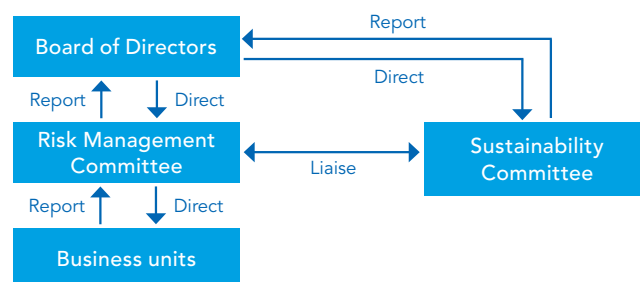 Report
Board of Directors
Direct
Report
Direct
Risk Management
Committee
Liaise
Sustainability
Committee
Report
Direct
Business units